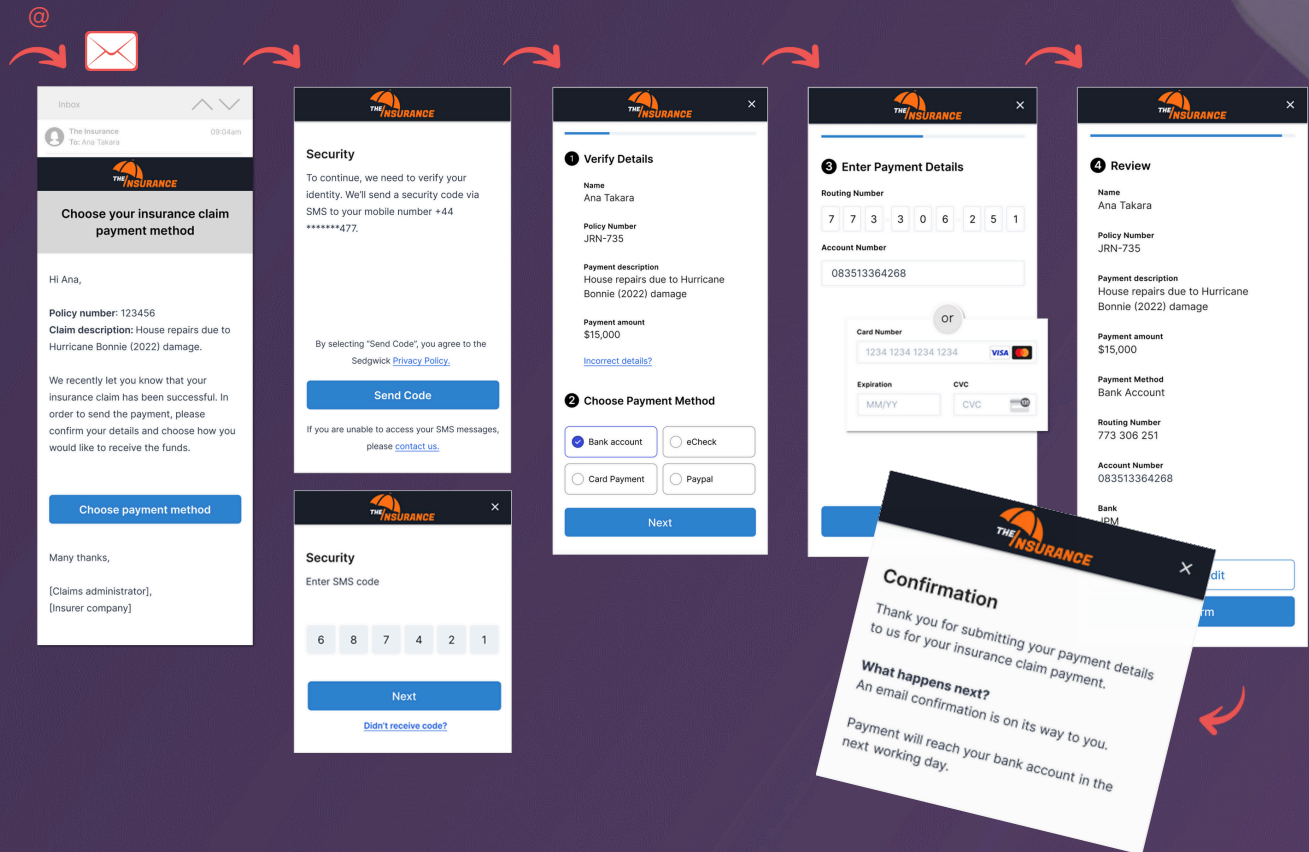 @
Inbox
The Insurance
09:04am
To: Ana Takara
THE INSURANCE
Choose your insurance claim
payment method
Hi Ana,
Policy number: 123456
Claim description: House repairs due to
Hurricane Bonnie (2022) damage.
We recently let you know that your
insurance claim has been successful. In
order to send the payment, please
confirm your details and choose how you
would like to receive the funds.
Choose payment method
Many thanks,
[Claims administrator],
[Insurer company]
THE INSURANCE
Security
To continue, we need to verify your
identity. We'll send a security code via
SMS to your mobile number +44
*******477.
By selecting "Send Code", you agree to the
Sedgwick Privacy Policy.
Send Code
If you are unable to access your SMS messages,
please contact us.
THE INSURANCE
Security
Enter SMS code
6 8 7 4 2 1
Next
Didn't receive code?
THE INSURANCE
1 Verify Details
Name
Ana Takara
Policy Number
JRN-735
Payment description
House repairs due to Hurricane
Bonnie (2022) damage
Payment amount
$15,000
Incorrect details?
2 Choose Payment Method
Bank account
eCheck
Card Payment
Paypal
Next
THE INSURANCE
3 Enter Payment Details
Routing Number
7 7 3 3 0 6 2 5 1
Account Number
083513364268
or
Card Number
1234 1234 1234 1234
VISA
Expiration
CVC
MM/YY
CVC
THE INSURANCE
4 Review
Name
Ana Takara
Policy Number
JRN-735
Payment description
House repairs due to Hurricane
Bonnie (2022) damage
Payment amount
$15,000
Payment Method
Bank Account
Routing Number
773 306 251
Account Number
083513364268
Bank
JPM
dit
rm
THE INSURANCE
Confirmation
Thank you for submitting your payment details
to us for your insurance claim payment.
What happens next?
An email confirmation is on its way to you.
Payment will reach your bank account in the
next working day.